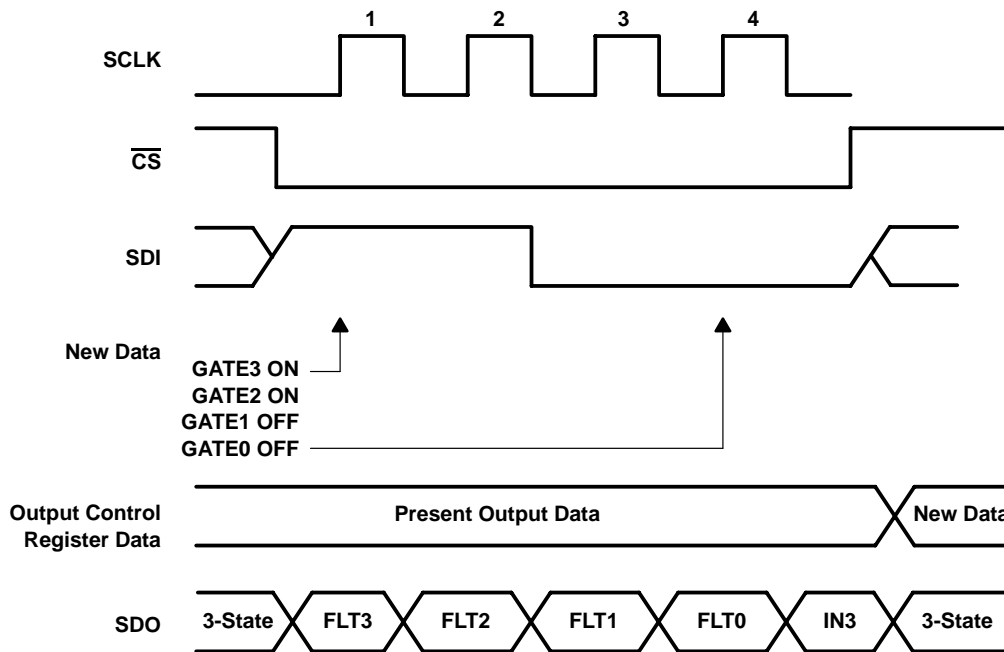 1 2 3 4
SCLK
CS
SDI
New Data
GATE3 ON
GATE2 ON
GATE1 OFF
GATE0 OFF
Output Control
Register Data
Present Output Data
New Data
SDO
3-State
FLT3
FLT2
FLT1
FLT0
IN3
3-State